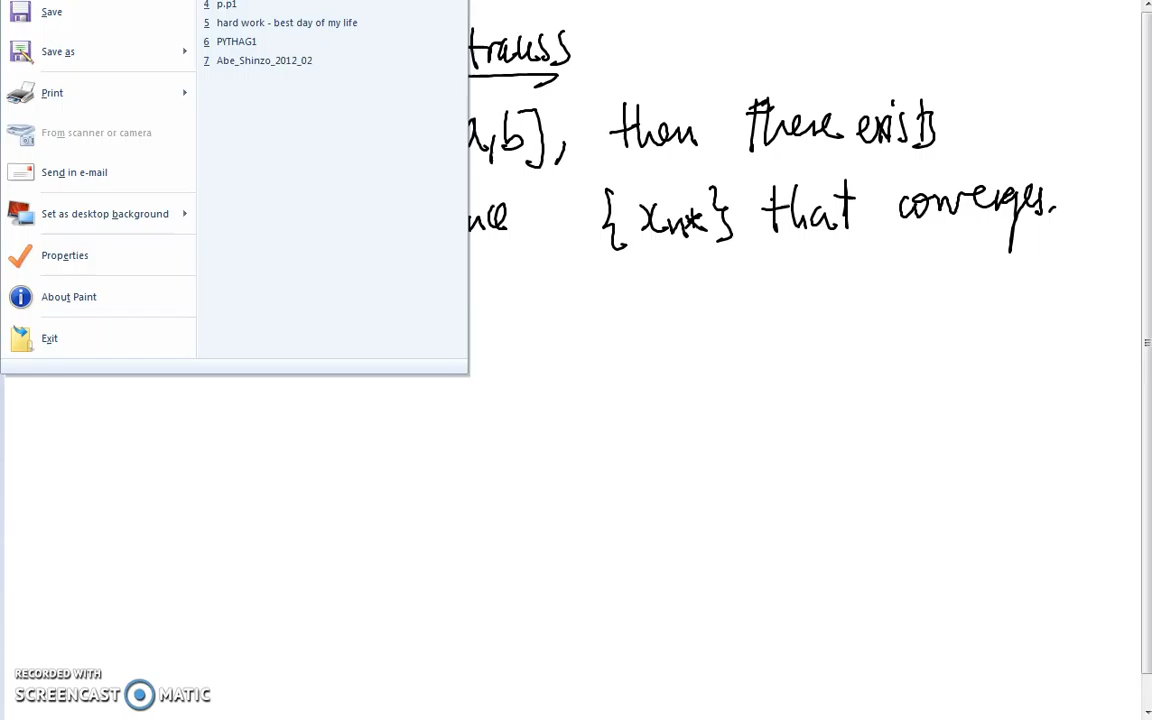 4 p.p1
Save
5 hard work - best day of my life
trauss
6 PYTHAG1
Save as
7 Abe_Shinzo_2012_02
Print
a,b], then there exists
From scanner or camera
Send in e-mail
Set as desktop background
nce {xnk} that converges.
Properties
About Paint
Exit
RECORDED WITH
SCREENCAST MATIC